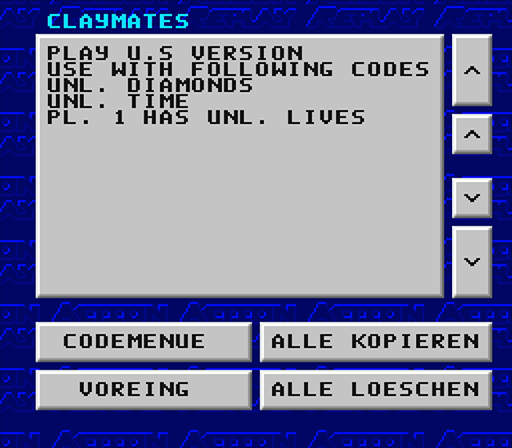 CLAYMATES
PLAY U.S VERSION
USE WITH FOLLOWING CODES
UNL. DIAMONDS
UNL. TIME
PL. 1 HAS UNL. LIVES
CODEMENUE
ALLE KOPIEREN
VOREING
ALLE LOESCHEN